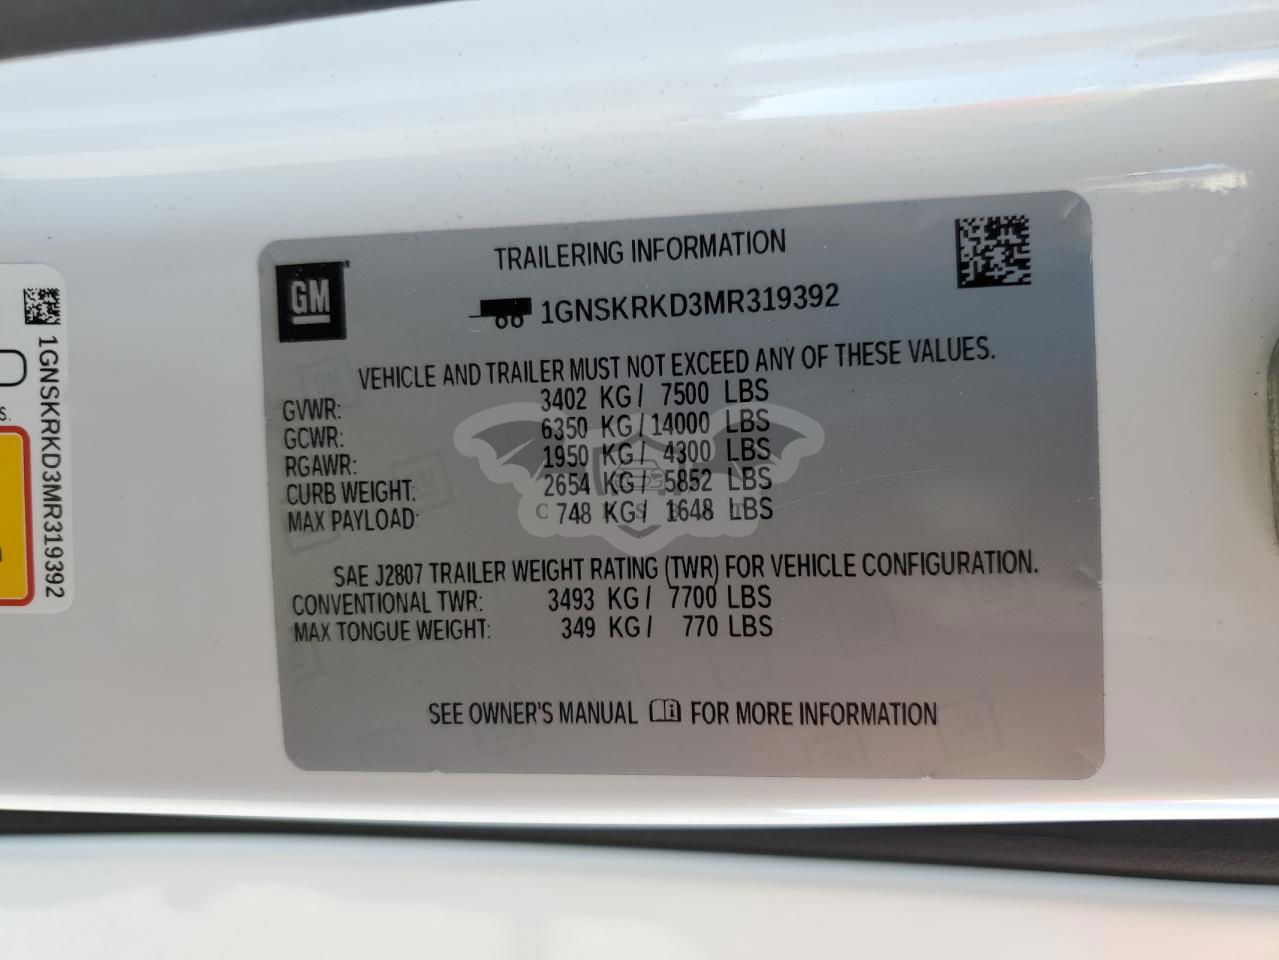 TRAILERING INFORMATION
GM
1GNSKRKD3MR319392
VEHICLE AND TRAILER MUST NOT EXCEED ANY OF THESE VALUES.
GVWR: 3402 KG / 7500 LBS
GCWR: 6350 KG / 14000 LBS
RGAWR: 1950 KG / 4300 LBS
CURB WEIGHT: 2654 KG / 5852 LBS
MAX PAYLOAD: 748 KG / 1648 LBS
SAE J2807 TRAILER WEIGHT RATING (TWR) FOR VEHICLE CONFIGURATION.
CONVENTIONAL TWR: 3493 KG / 7700 LBS
MAX TONGUE WEIGHT: 349 KG / 770 LBS
SEE OWNER'S MANUAL FOR MORE INFORMATION
1GNSKRKD3MR319392